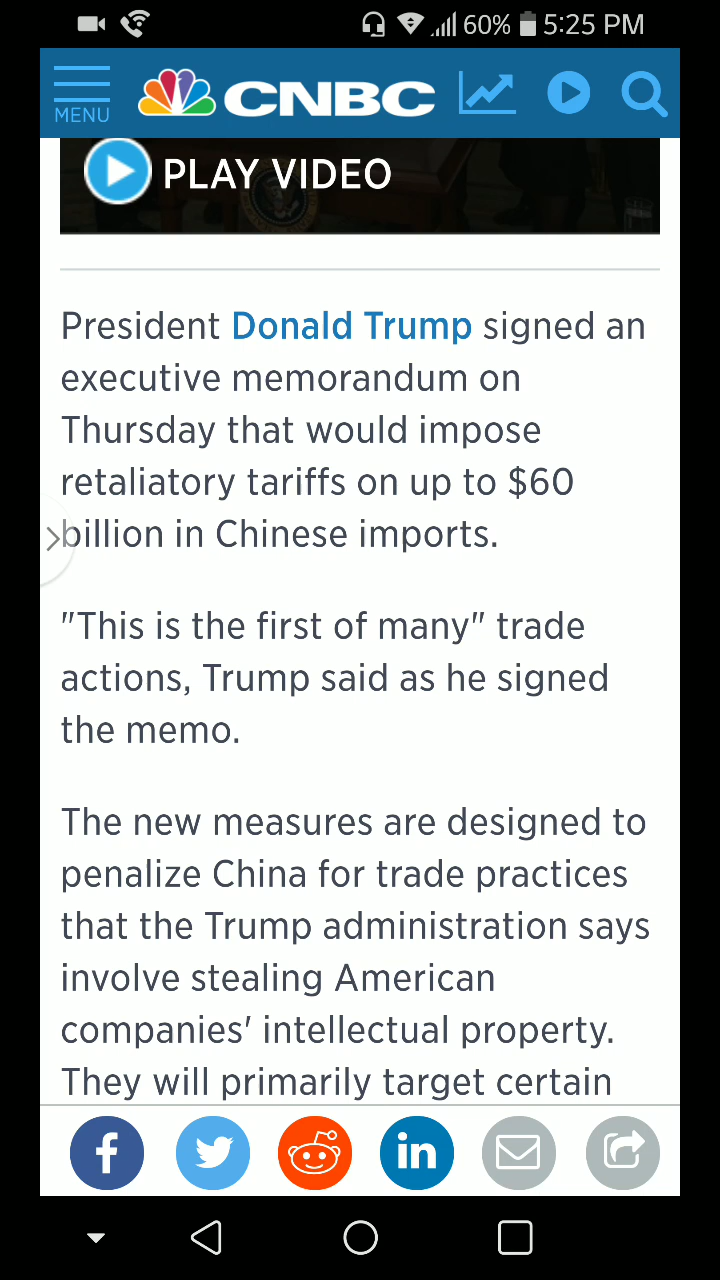 60% 5:25 PM
MENU CNBC
PLAY VIDEO
President Donald Trump signed an
executive memorandum on
Thursday that would impose
retaliatory tariffs on up to $60
billion in Chinese imports.
"This is the first of many" trade
actions, Trump said as he signed
the memo.
The new measures are designed to
penalize China for trade practices
that the Trump administration says
involve stealing American
companies' intellectual property.
They will primarily target certain
f in